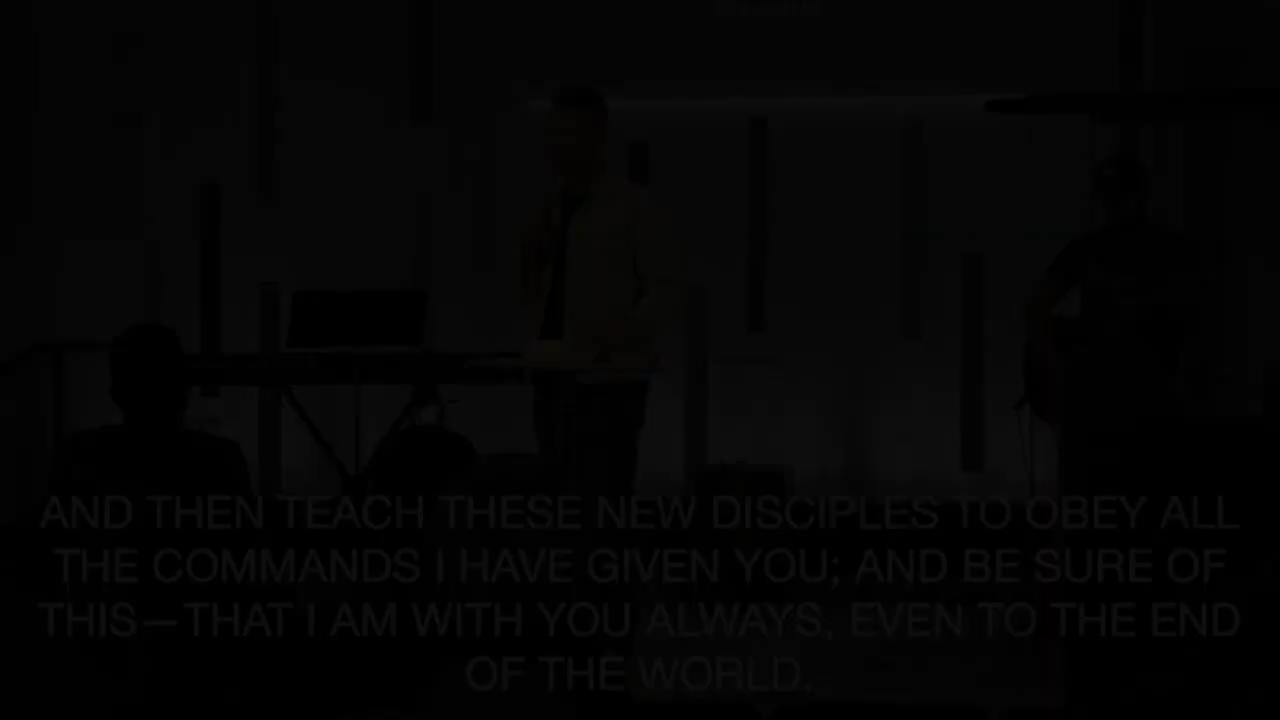 AND THEN TEACH THESE NEW DISCIPLES TO OBEY ALL
THE COMMANDS I HAVE GIVEN YOU; AND BE SURE OF
THIS—THAT I AM WITH YOU ALWAYS, EVEN TO THE END
OF THE WORLD.